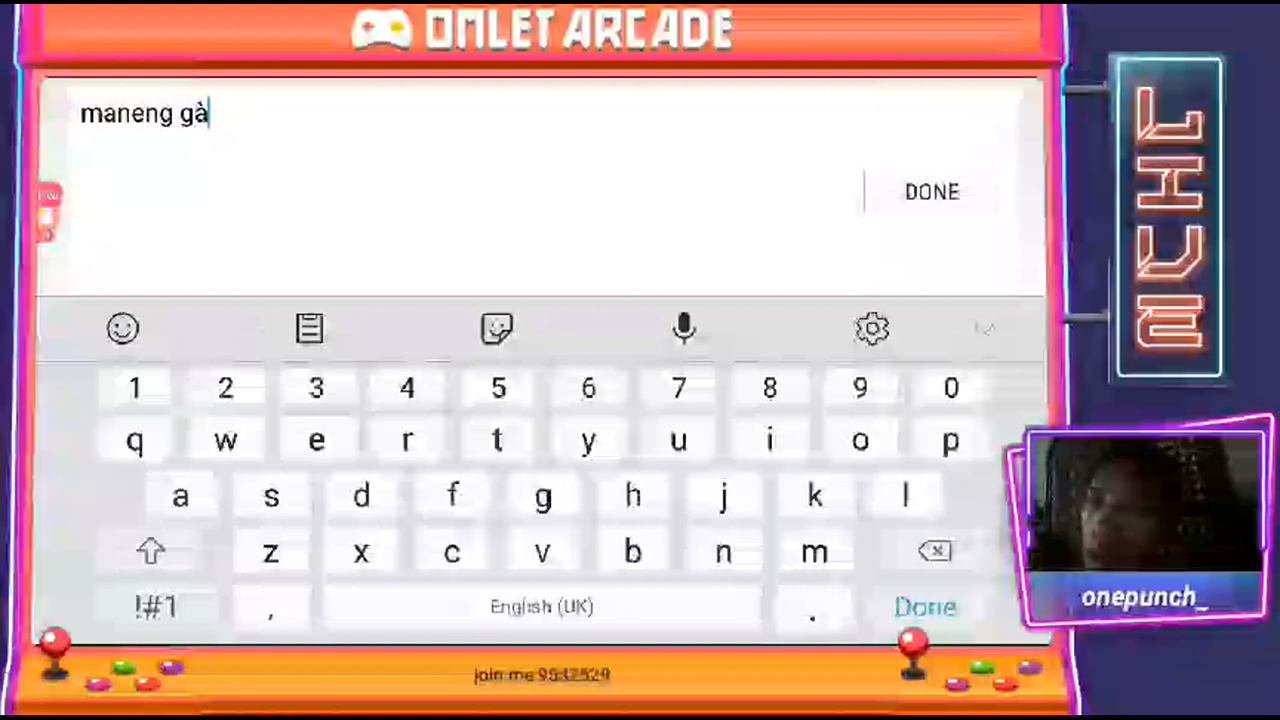 OMLET ARCADE
maneng gà
DONE
1 2 3 4 5 6 7 8 9 0
q w e r t y u i o p
a s d f g h j k l
z x c v b n m
!#1 , English (UK) . Done
join me 9542529
LIVE
onepunch_